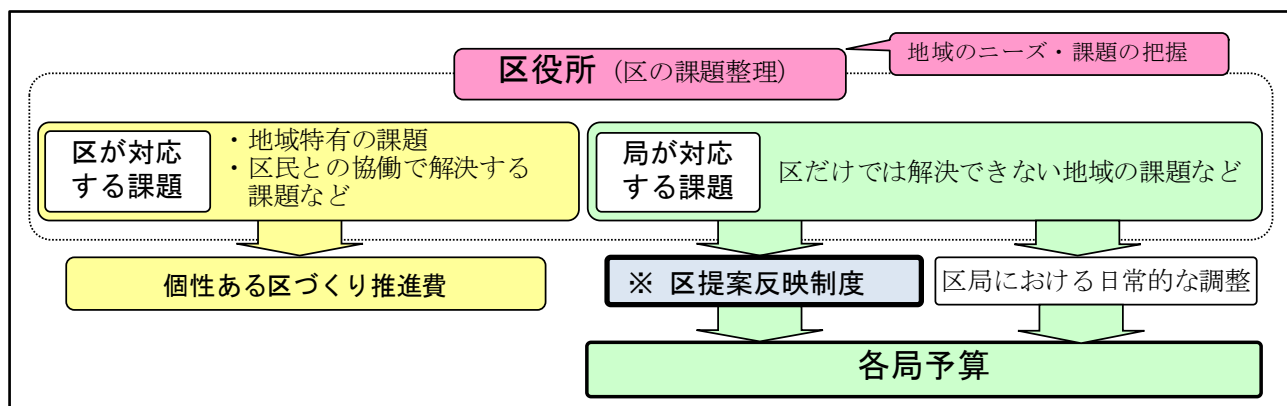 地域のニーズ・課題の把握
区役所（区の課題整理）
区が対応
する課題
・地域特有の課題
・区民との協働で解決する
課題など
局が対応
する課題
区だけでは解決できない地域の課題など
個性ある区づくり推進費
※ 区提案反映制度
区局における日常的な調整
各局予算